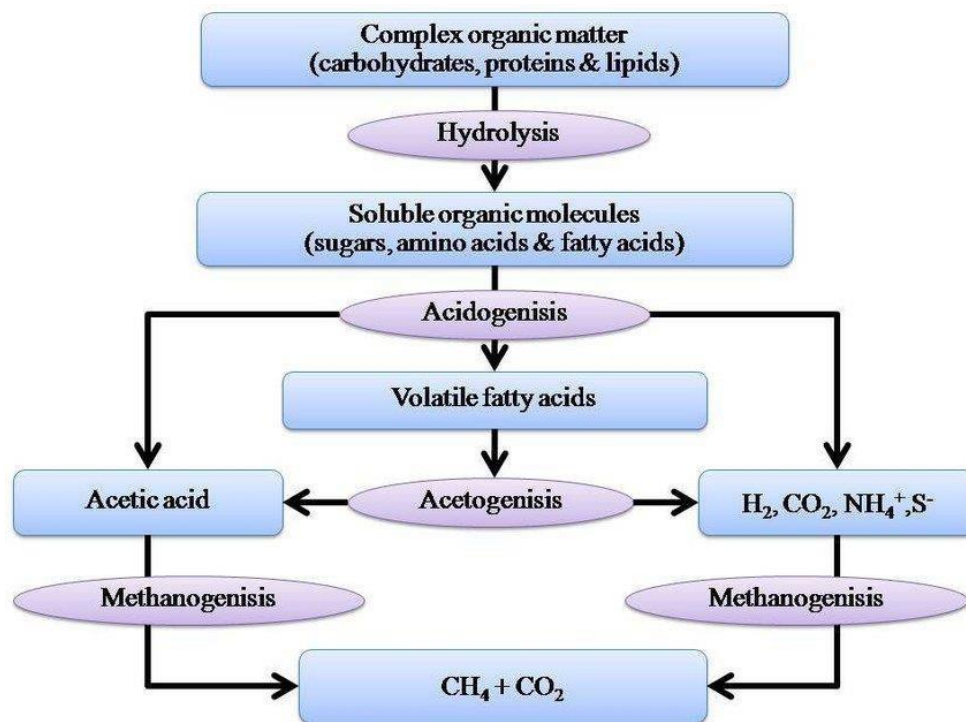 Complex organic matter
(carbohydrates, proteins & lipids)
Hydrolysis
Soluble organic molecules
(sugars, amino acids & fatty acids)
Acidogenisis
Volatile fatty acids
Acetic acid
Acetogenisis
H₂, CO₂, NH₄⁺,S⁻
Methanogenisis
Methanogenisis
CH₄ + CO₂